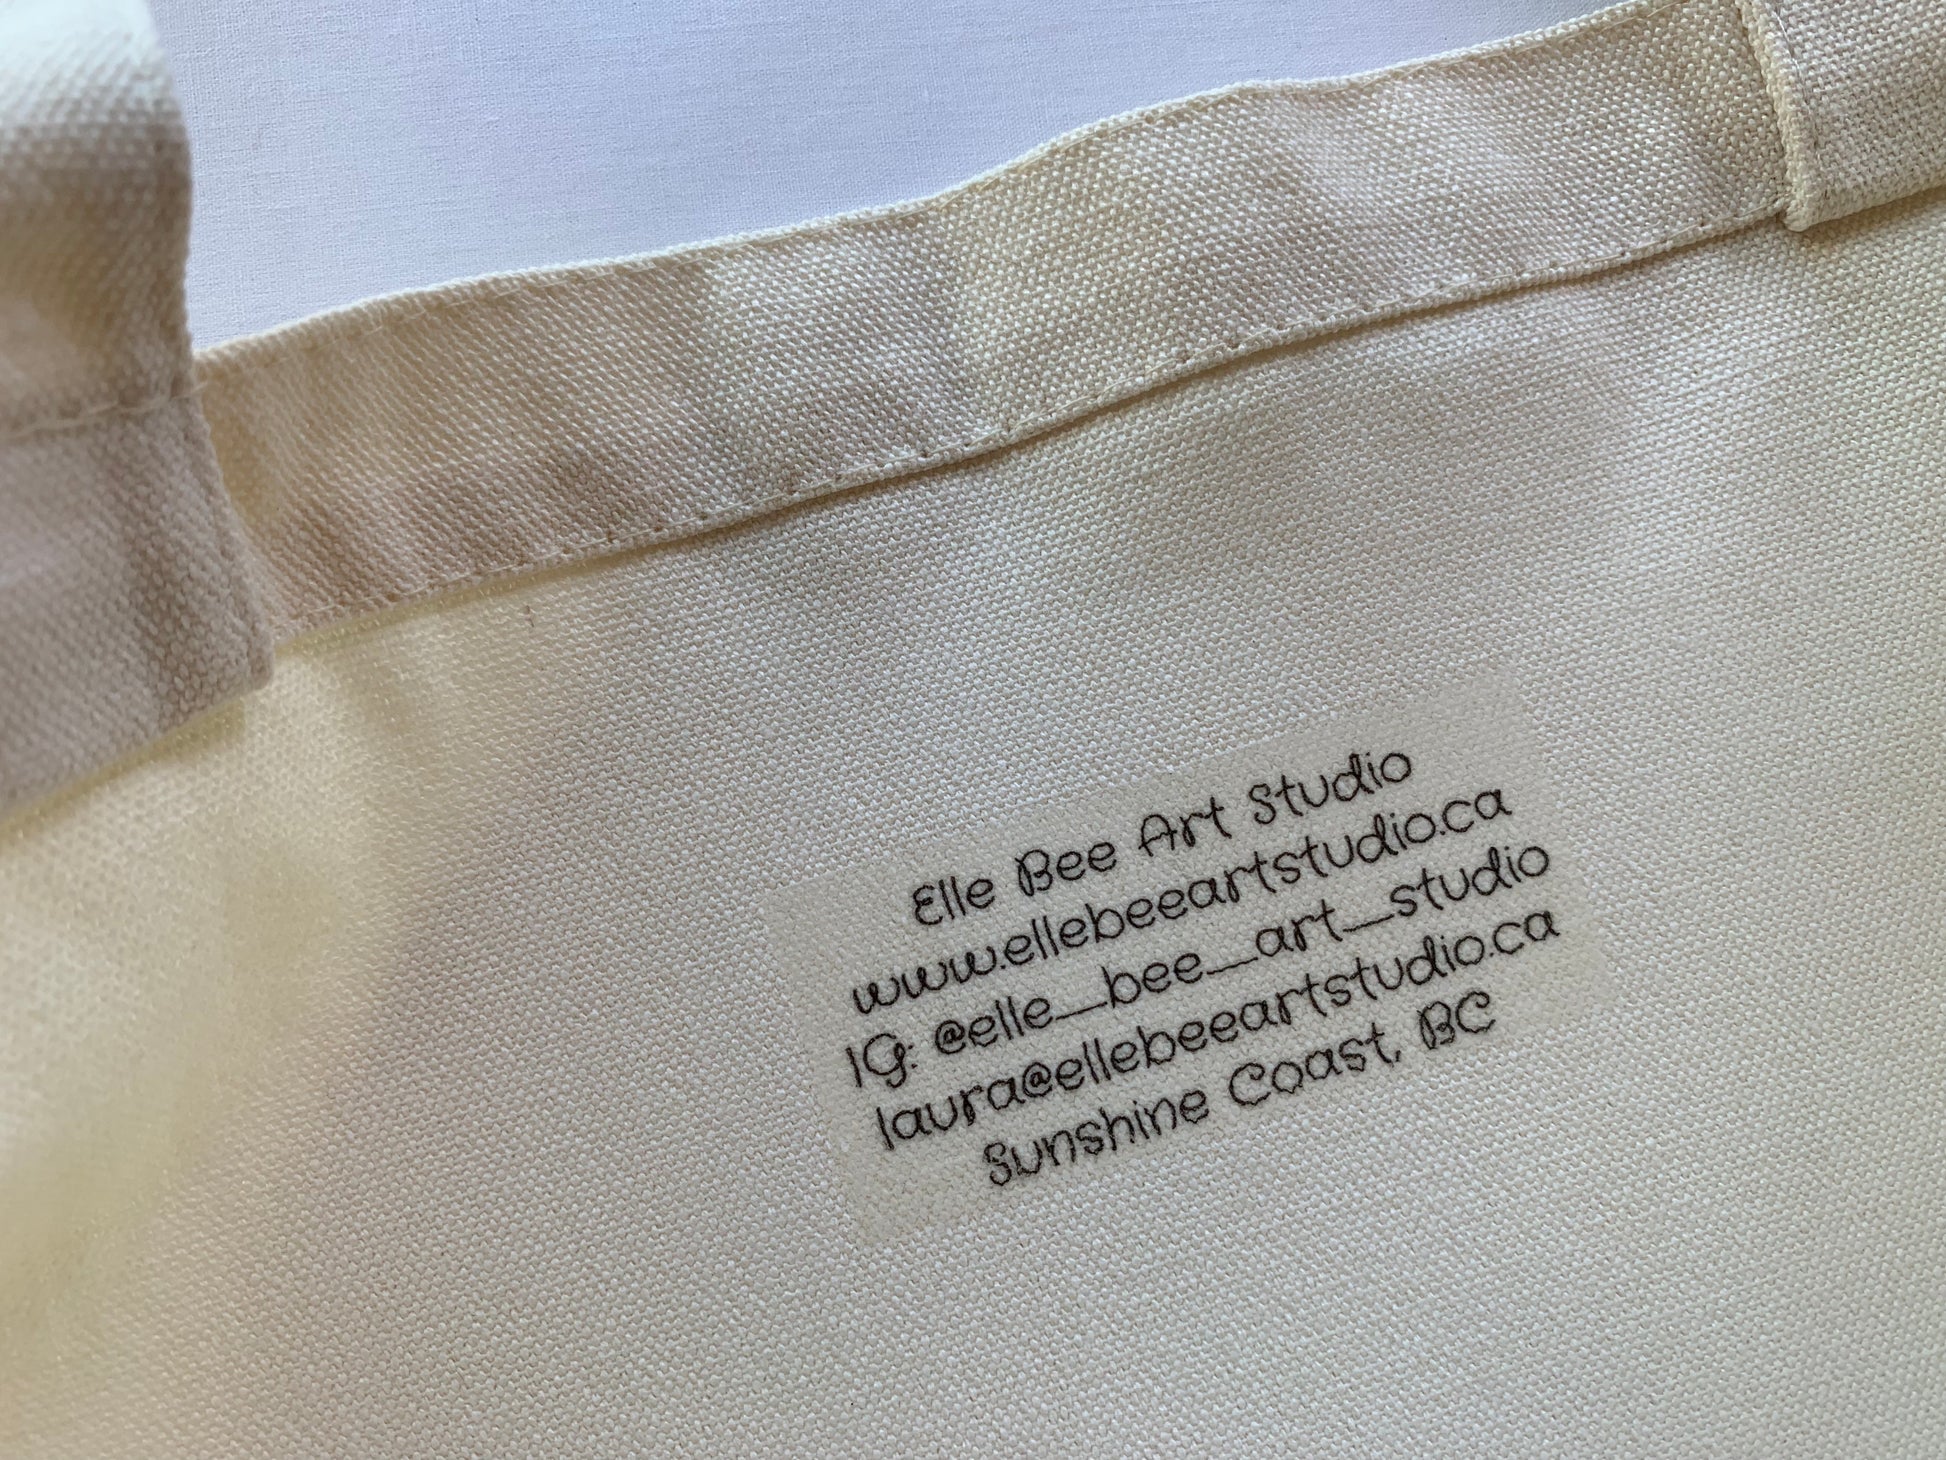 Elle Bee Art Studio
www.ellebeeartstudio.ca
IG: @elle_bee_art_studio
laura@ellebeeartstudio.ca
Sunshine Coast, BC